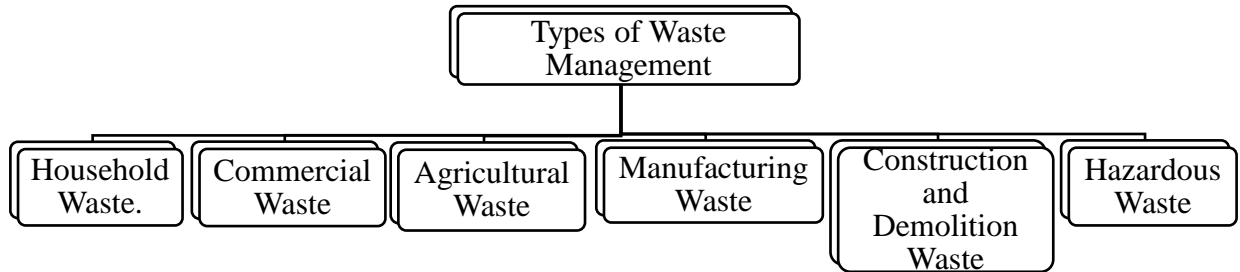 Types of Waste
Management
Household
Waste.
Commercial
Waste
Agricultural
Waste
Manufacturing
Waste
Construction
and
Demolition
Waste
Hazardous
Waste